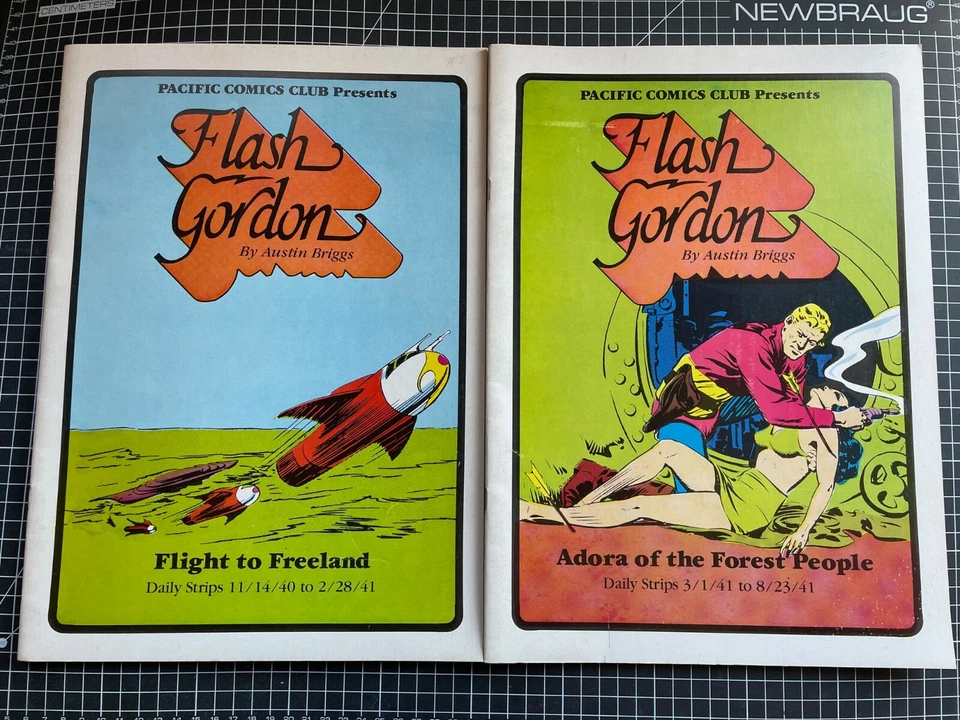 CENTIMETERS
NEWBRAUG®
PACIFIC COMICS CLUB Presents
Flash
Gordon
By Austin Briggs
Flight to Freeland
Daily Strips 11/14/40 to 2/28/41
PACIFIC COMICS CLUB Presents
Flash
Gordon
By Austin Briggs
Adora of the Forest People
Daily Strips 3/1/41 to 8/23/41